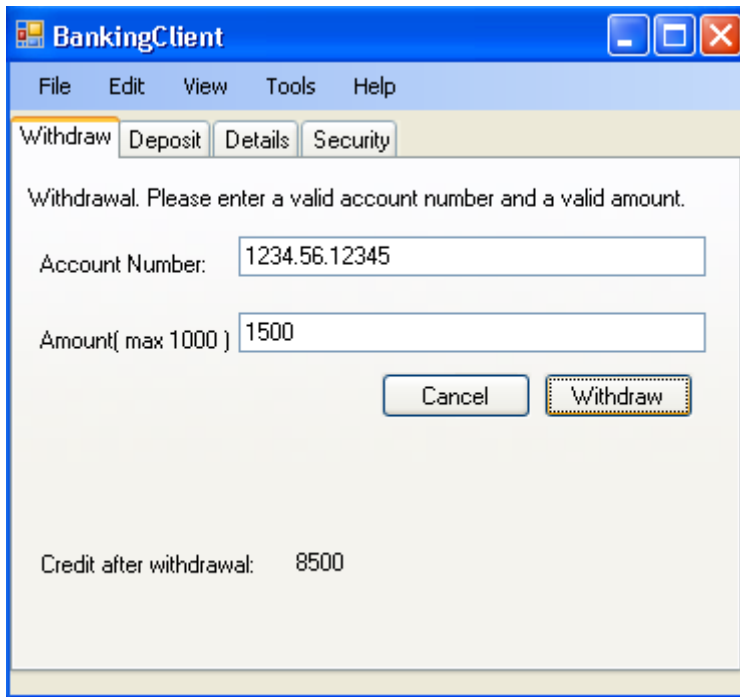 BankingClient
File Edit View Tools Help
Withdraw Deposit Details Security
Withdrawal. Please enter a valid account number and a valid amount.
Account Number: 1234.56.12345
Amount( max 1000 ) 1500
Cancel Withdraw
Credit after withdrawal: 8500